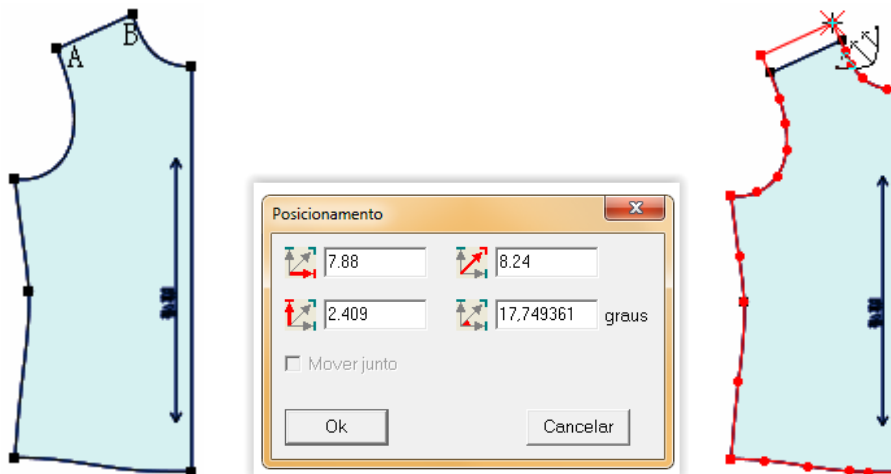 A
B
Posicionamento
7.88
8.24
2.409
17,749361 graus
Mover junto
Ok
Cancelar